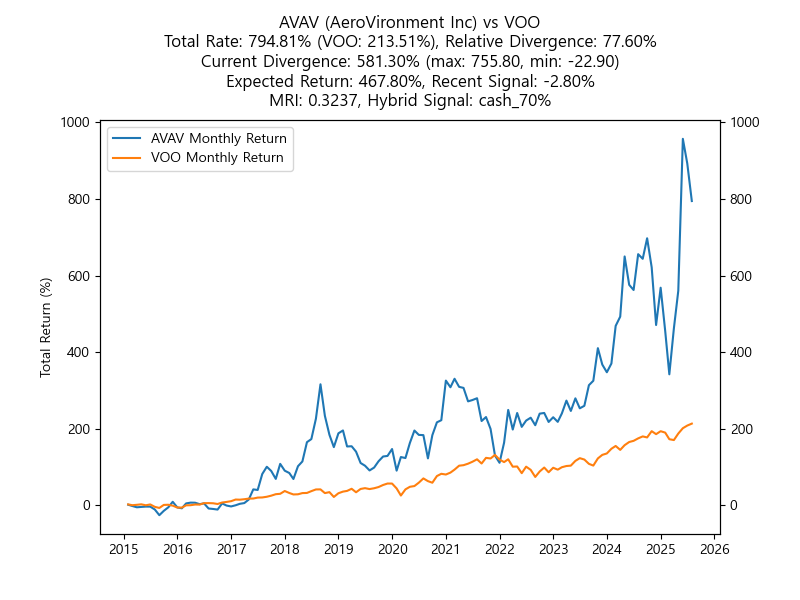 AVAV (AeroVironment Inc) vs VOO
Total Rate: 794.81% (VOO: 213.51%), Relative Divergence: 77.60%
Current Divergence: 581.30% (max: 755.80, min: -22.90)
Expected Return: 467.80%, Recent Signal: -2.80%
MRI: 0.3237, Hybrid Signal: cash_70%
AVAV Monthly Return
VOO Monthly Return
Total Return (%)
1000
800
600
400
200
0
1000
800
600
400
200
0
2015 2016 2017 2018 2019 2020 2021 2022 2023 2024 2025 2026